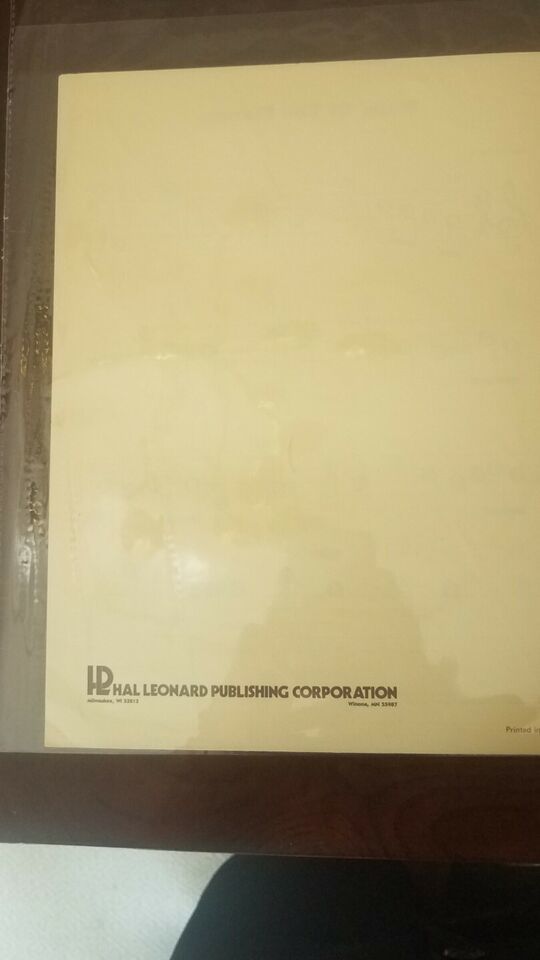 HAL LEONARD PUBLISHING CORPORATION
Milwaukee, WI 53213 Winona, MN 55987
Printed